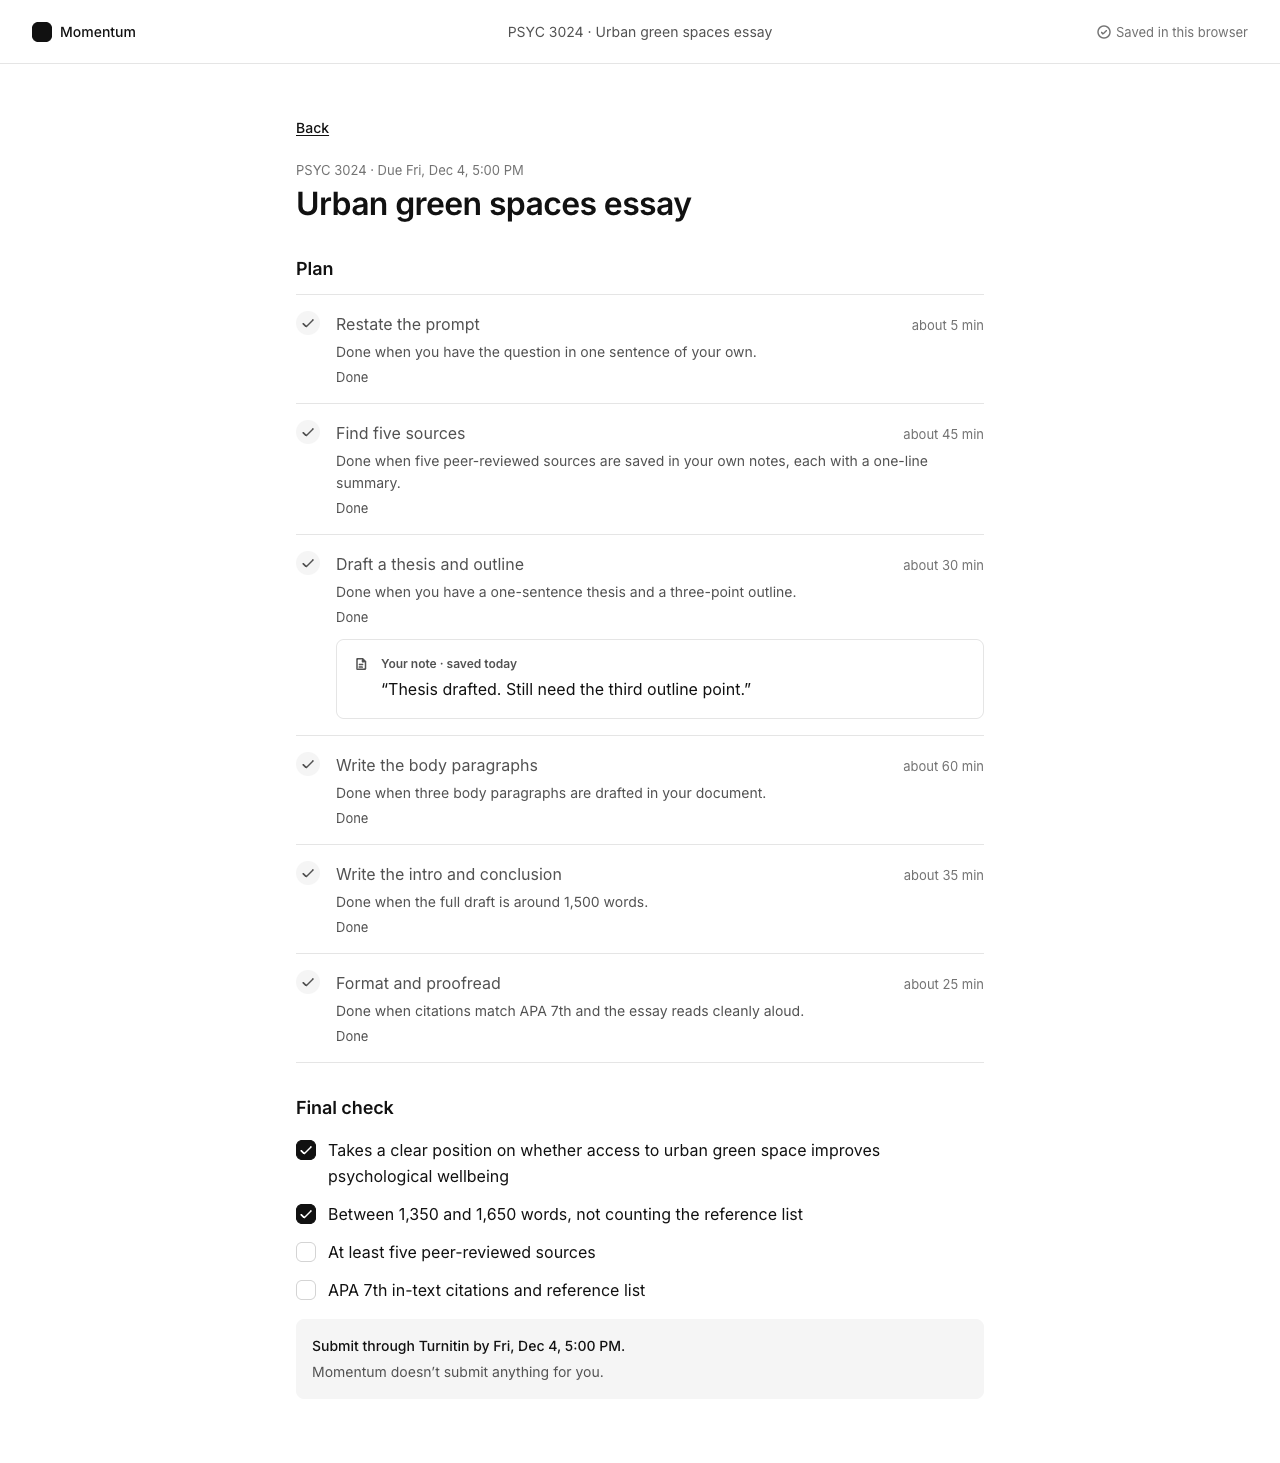 Momentum
PSYC 3024 · Urban green spaces essay
Saved in this browser
Back
PSYC 3024 · Due Fri, Dec 4, 5:00 PM
Urban green spaces essay
Plan
Restate the prompt
about 5 min
Done when you have the question in one sentence of your own.
Done
Find five sources
about 45 min
Done when five peer-reviewed sources are saved in your own notes, each with a one-line
summary.
Done
Draft a thesis and outline
about 30 min
Done when you have a one-sentence thesis and a three-point outline.
Done
Your note · saved today
“Thesis drafted. Still need the third outline point.”
Write the body paragraphs
about 60 min
Done when three body paragraphs are drafted in your document.
Done
Write the intro and conclusion
about 35 min
Done when the full draft is around 1,500 words.
Done
Format and proofread
about 25 min
Done when citations match APA 7th and the essay reads cleanly aloud.
Done
Final check
Takes a clear position on whether access to urban green space improves
psychological wellbeing
Between 1,350 and 1,650 words, not counting the reference list
At least five peer-reviewed sources
APA 7th in-text citations and reference list
Submit through Turnitin by Fri, Dec 4, 5:00 PM.
Momentum doesn’t submit anything for you.